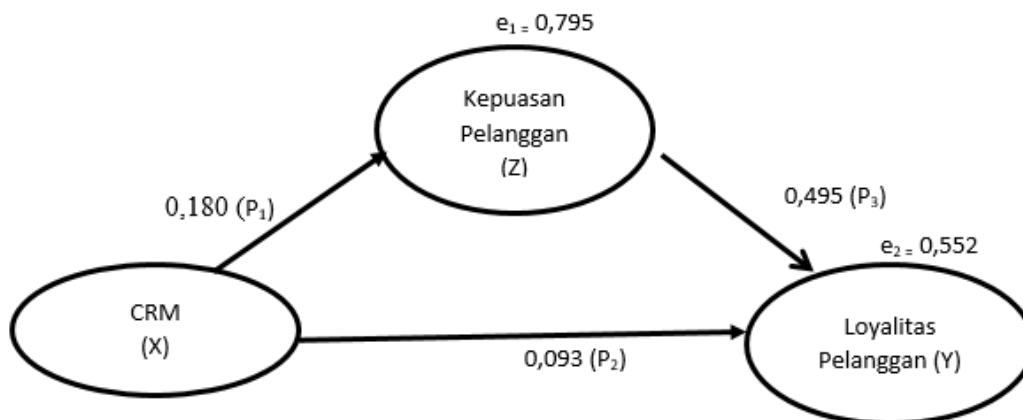 e₁ = 0,795
Kepuasan
Pelanggan
(Z)
0,180 (P₁)
0,495 (P₃)
e₂ = 0,552
CRM
(X)
0,093 (P₂)
Loyalitas
Pelanggan (Y)